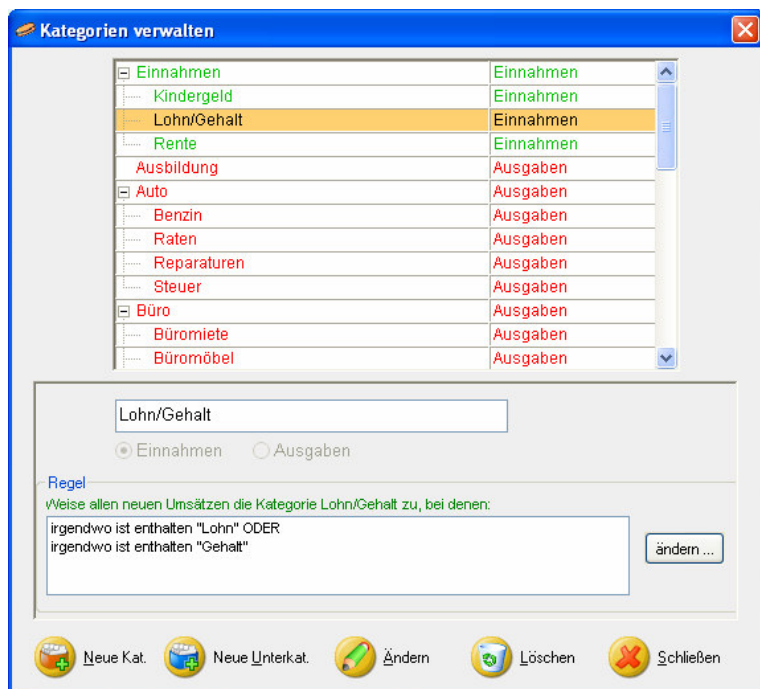 Kategorien verwalten
Einnahmen Einnahmen
Kindergeld Einnahmen
Lohn/Gehalt Einnahmen
Rente Einnahmen
Ausbildung Ausgaben
Auto Ausgaben
Benzin Ausgaben
Raten Ausgaben
Reparaturen Ausgaben
Steuer Ausgaben
Büro Ausgaben
Büromiete Ausgaben
Büromöbel Ausgaben
Lohn/Gehalt
Einnahmen Ausgaben
Regel
Weise allen neuen Umsätzen die Kategorie Lohn/Gehalt zu, bei denen:
irgendwo ist enthalten "Lohn" ODER
irgendwo ist enthalten "Gehalt"
ändern ...
Neue Kat. Neue Unterkat. Ändern Löschen Schließen